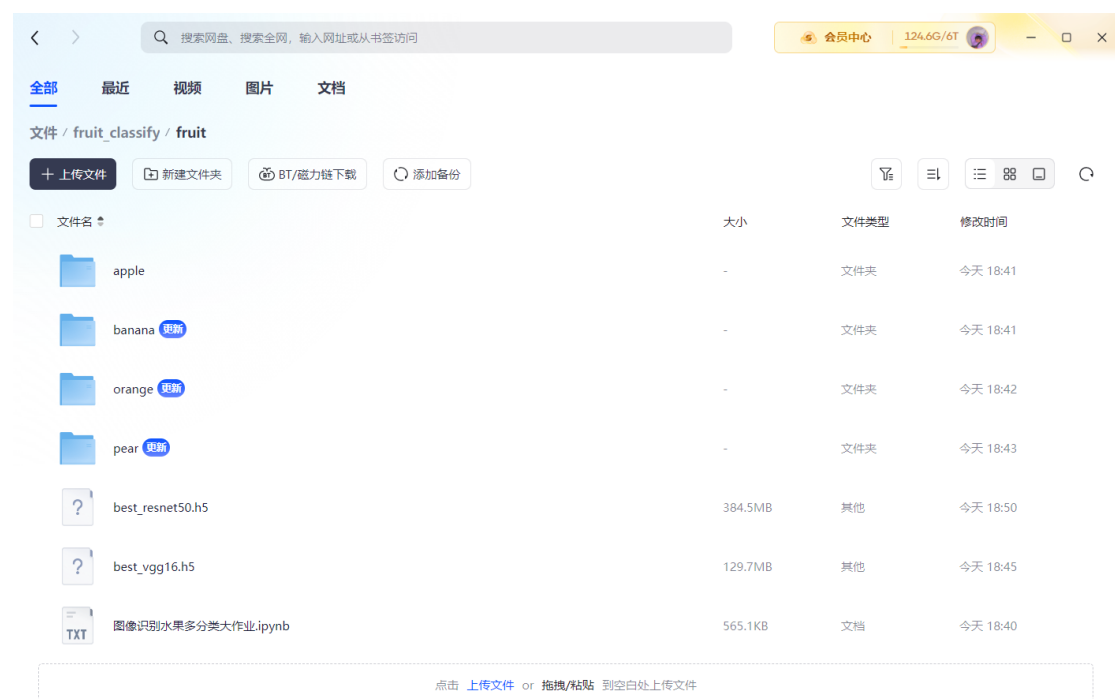 搜索网盘、搜索全网，输入网址或从书签访问 会员中心 124.6G/6T
全部 最近 视频 图片 文档
文件 / fruit_classify / fruit
上传文件 新建文件夹 BT/磁力链下载 添加备份
文件名 大小 文件类型 修改时间
apple - 文件夹 今天 18:41
banana 更新 - 文件夹 今天 18:41
orange 更新 - 文件夹 今天 18:42
pear 更新 - 文件夹 今天 18:43
? best_resnet50.h5 384.5MB 其他 今天 18:50
? best_vgg16.h5 129.7MB 其他 今天 18:45
TXT 图像识别水果多分类大作业.ipynb 565.1KB 文档 今天 18:40
点击 上传文件 or 拖拽/粘贴 到空白处上传文件